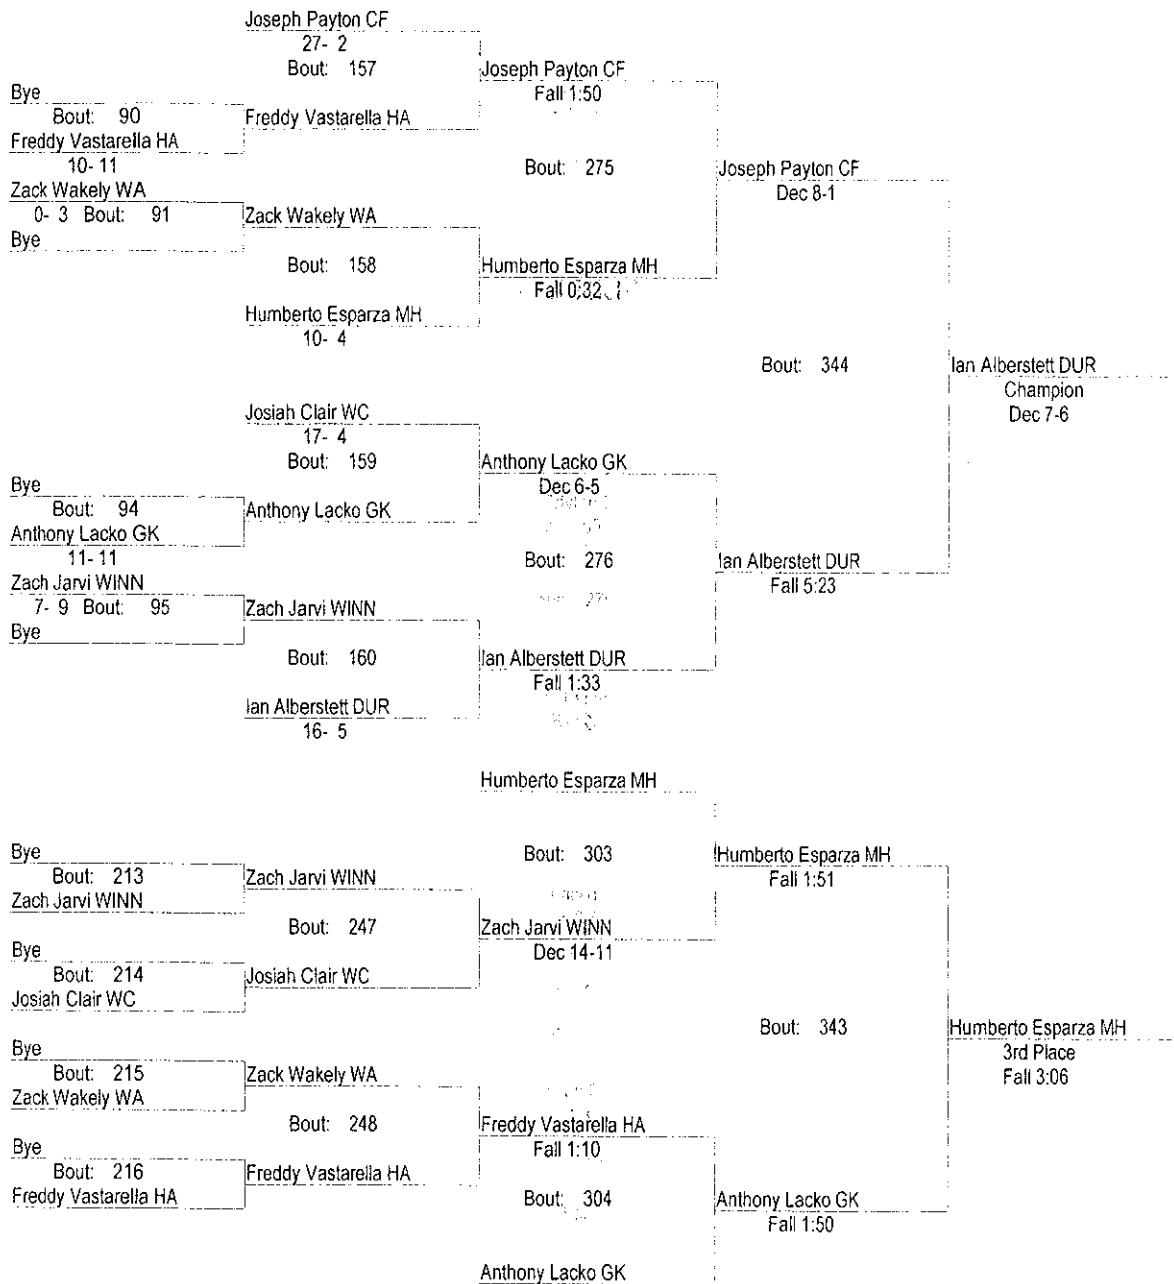 Joseph Payton CF
27- 2
Bout: 157
Joseph Payton CF
Fall 1:50
Bye
Bout: 90
Freddy Vastarella HA
Freddy Vastarella HA
10- 11
Bout: 275
Joseph Payton CF
Dec 8-1
Zack Wakely WA
0- 3 Bout: 91
Zack Wakely WA
Bye
Bout: 158
Humberto Esparza MH
Fall 0:32
Humberto Esparza MH
10- 4
Bout: 344
Ian Alberstett DUR
Champion
Dec 7-6
Josiah Clair WC
17- 4
Bout: 159
Anthony Lacko GK
Dec 6-5
Bye
Bout: 94
Anthony Lacko GK
Anthony Lacko GK
11- 11
Bout: 276
Ian Alberstett DUR
Fall 5:23
Zach Jarvi WINN
7- 9 Bout: 95
Zach Jarvi WINN
Bye
Bout: 160
Ian Alberstett DUR
Fall 1:33
Ian Alberstett DUR
16- 5
Humberto Esparza MH
Bye
Bout: 303
Humberto Esparza MH
Fall 1:51
Bout: 213
Zach Jarvi WINN
Zach Jarvi WINN
Bout: 247
Zach Jarvi WINN
Dec 14-11
Bye
Bout: 214
Josiah Clair WC
Josiah Clair WC
Bout: 343
Humberto Esparza MH
3rd Place
Fall 3:06
Bye
Bout: 215
Zack Wakely WA
Zack Wakely WA
Bout: 248
Freddy Vastarella HA
Fall 1:10
Bye
Bout: 216
Freddy Vastarella HA
Freddy Vastarella HA
Bout: 304
Anthony Lacko GK
Fall 1:50
Anthony Lacko GK